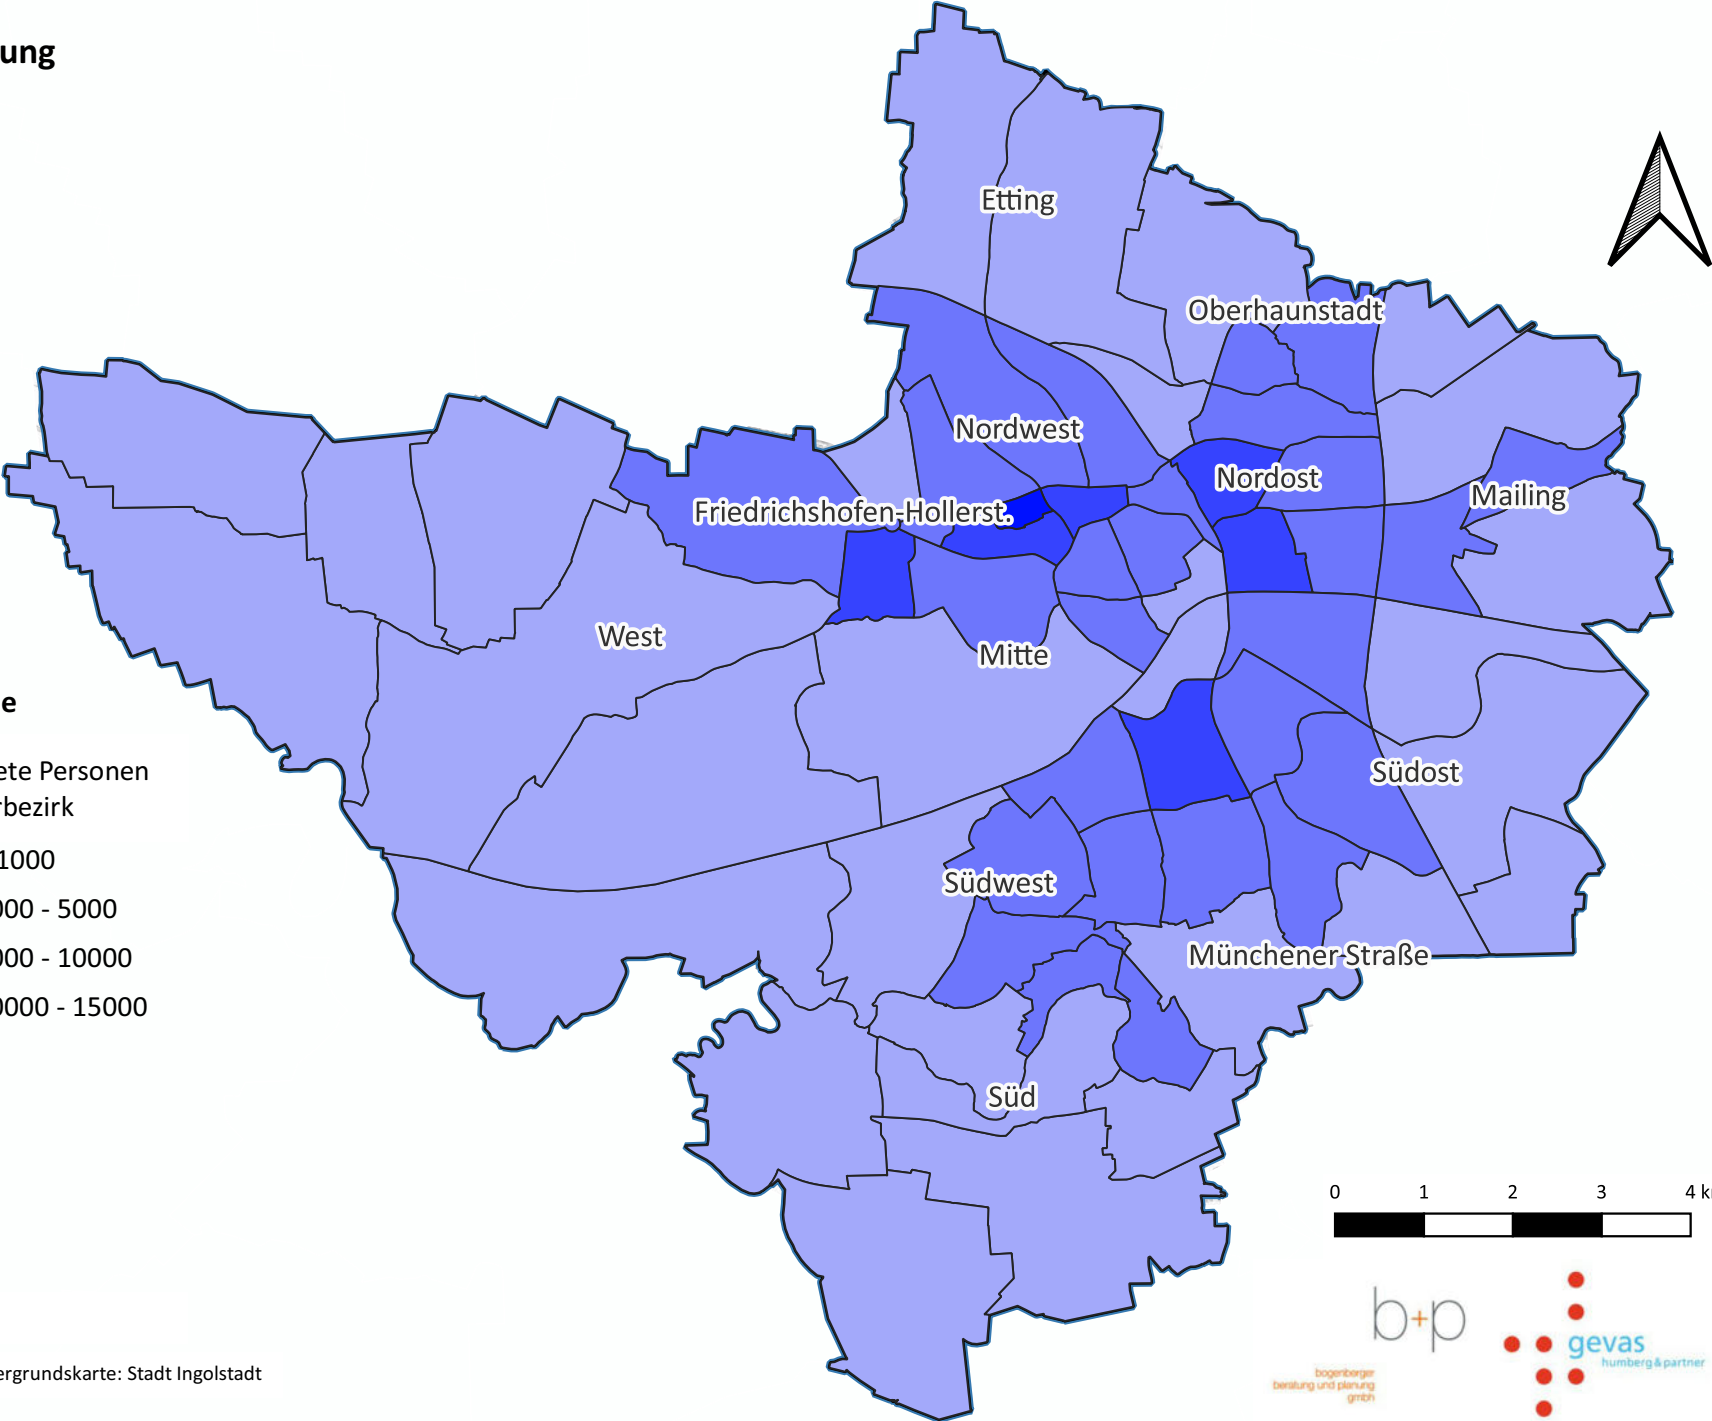 ung
Etting
Oberhaunstadt
Nordwest
Nordost
Mailing
Friedrichshofen-Hollerst.
West
Mitte
e
ete Personen
rbezirk
1000
000 - 5000
000 - 10000
0000 - 15000
Südost
Südwest
Münchener Straße
Süd
0 1 2 3 4 k
b+p
bogenberger
beratung und planung
gmbh
gevas
humberg & partner
ergrundskarte: Stadt Ingolstadt